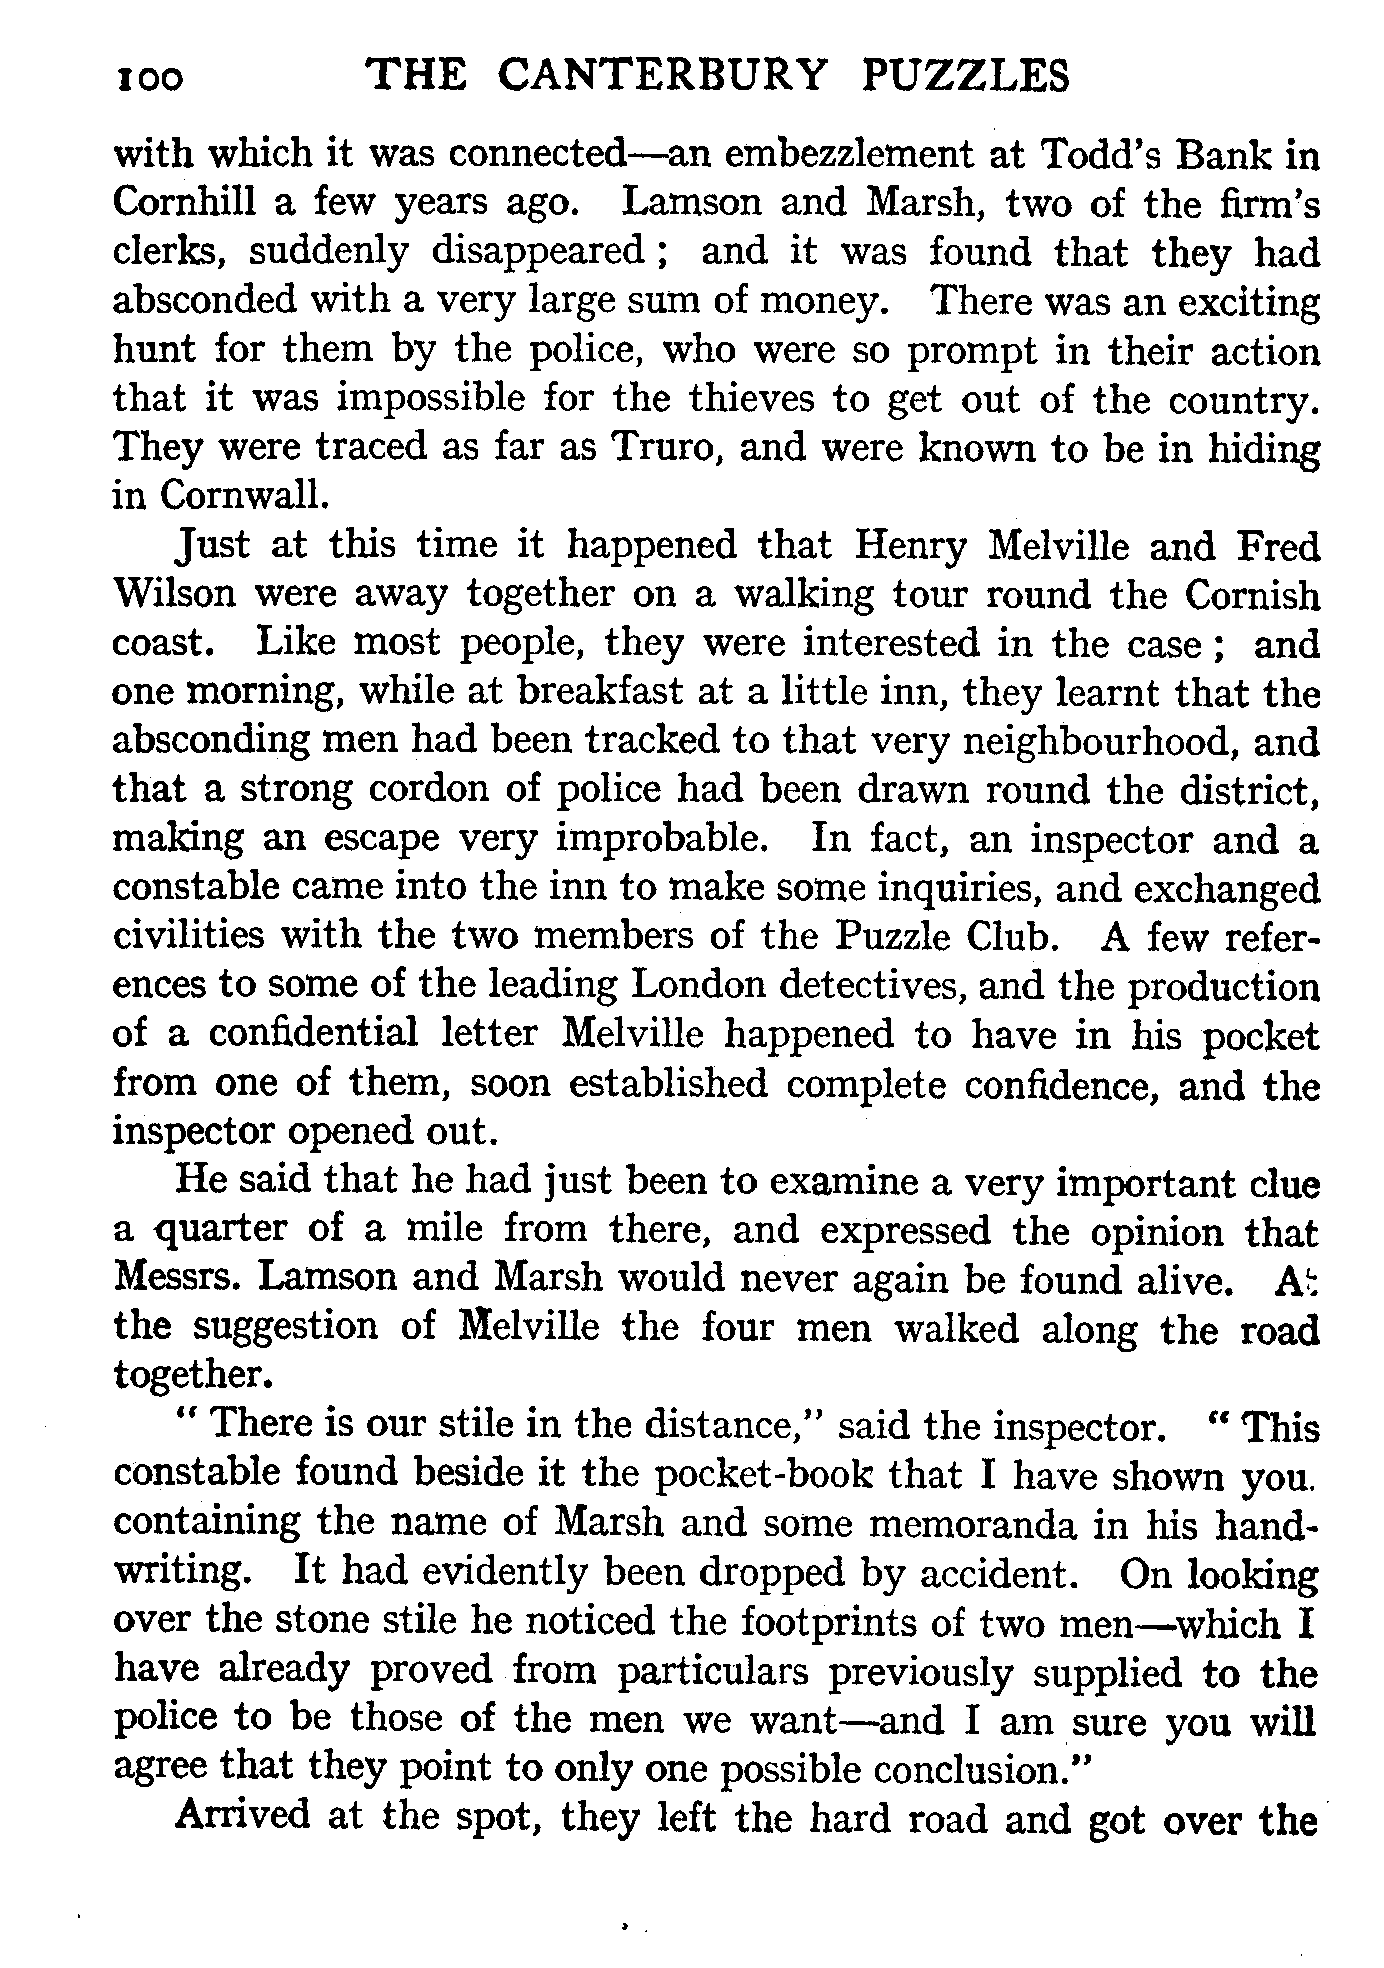 100 THE CANTERBURY PUZZLES
with which it was connected—an embezzlement at Todd's Bank in
Cornhill a few years ago. Lamson and Marsh, two of the firm's
clerks, suddenly disappeared ; and it was found that they had
absconded with a very large sum of money. There was an exciting
hunt for them by the police, who were so prompt in their action
that it was impossible for the thieves to get out of the country.
They were traced as far as Truro, and were known to be in hiding
in Cornwall.
Just at this time it happened that Henry Melville and Fred
Wilson were away together on a walking tour round the Cornish
coast. Like most people, they were interested in the case ; and
one morning, while at breakfast at a little inn, they learnt that the
absconding men had been tracked to that very neighbourhood, and
that a strong cordon of police had been drawn round the district,
making an escape very improbable. In fact, an inspector and a
constable came into the inn to make some inquiries, and exchanged
civilities with the two members of the Puzzle Club. A few refer-
ences to some of the leading London detectives, and the production
of a confidential letter Melville happened to have in his pocket
from one of them, soon established complete confidence, and the
inspector opened out.
He said that he had just been to examine a very important clue
a quarter of a mile from there, and expressed the opinion that
Messrs. Lamson and Marsh would never again be found alive. At
the suggestion of Melville the four men walked along the road
together.
“ There is our stile in the distance,” said the inspector. “ This
constable found beside it the pocket-book that I have shown you.
containing the name of Marsh and some memoranda in his hand-
writing. It had evidently been dropped by accident. On looking
over the stone stile he noticed the footprints of two men—which I
have already proved from particulars previously supplied to the
police to be those of the men we want—and I am sure you will
agree that they point to only one possible conclusion.”
Arrived at the spot, they left the hard road and got over the